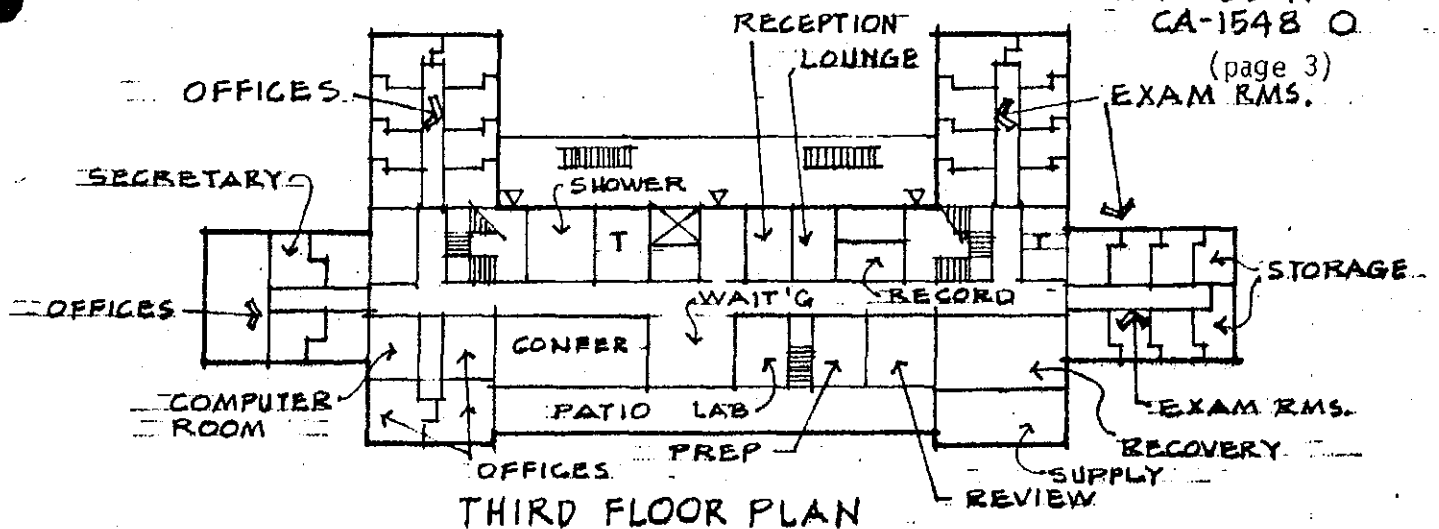 CA-1548 O
(page 3)
RECEPTION
LOUNGE
OFFICES
EXAM RMS.
SECRETARY
SHOWER
T
T
STORAGE
OFFICES
WAIT'G
RECORD
CONFER
COMPUTER
ROOM
PATIO
LAB
EXAM RMS.
PREP
RECOVERY
OFFICES
SUPPLY
REVIEW
THIRD FLOOR PLAN